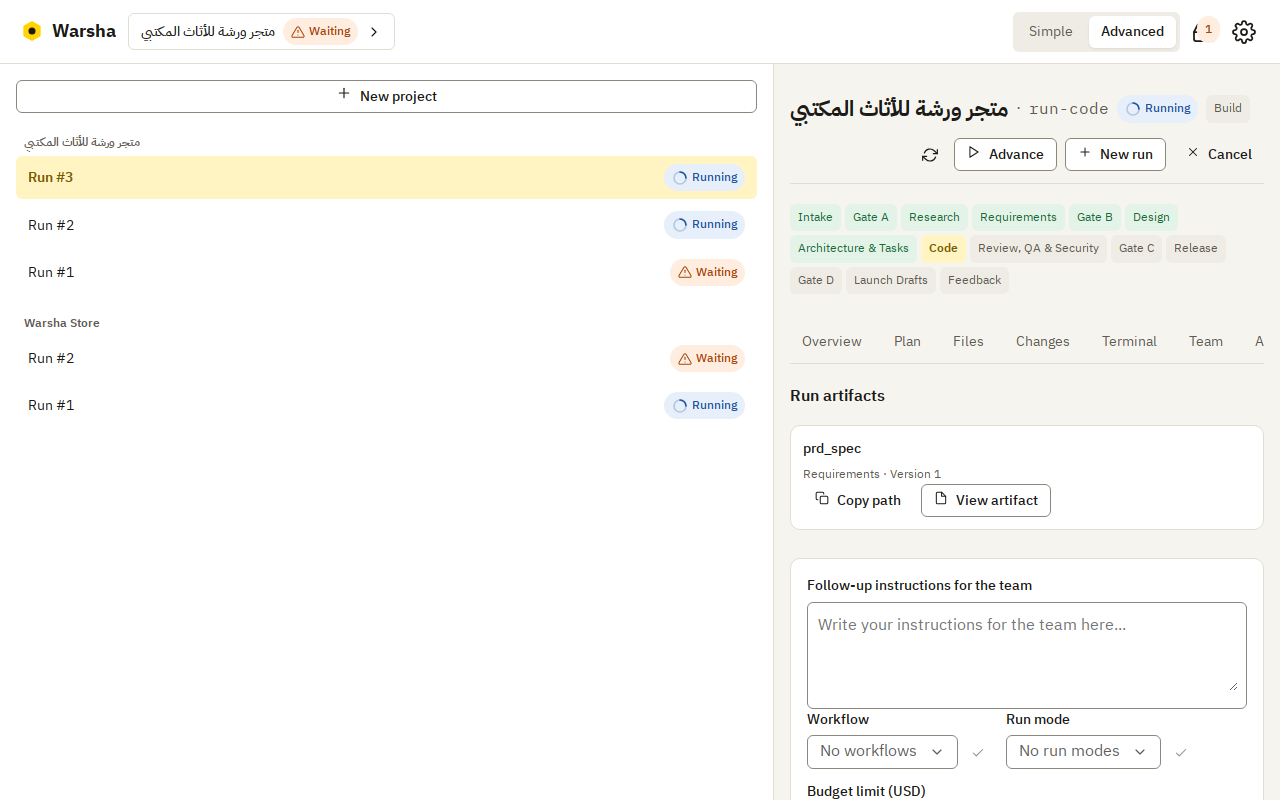 Warsha
متجر ورشة للأثاث المكتبي
Waiting
Simple
Advanced
1
New project
متجر ورشة للأثاث المكتبي
Run #3
Running
Run #2
Running
Run #1
Waiting
Warsha Store
Run #2
Waiting
Run #1
Running
متجر ورشة للأثاث المكتبي · run-code
Running
Build
Advance
New run
Cancel
Intake
Gate A
Research
Requirements
Gate B
Design
Architecture & Tasks
Code
Review, QA & Security
Gate C
Release
Gate D
Launch Drafts
Feedback
Overview
Plan
Files
Changes
Terminal
Team
A
Run artifacts
prd_spec
Requirements · Version 1
Copy path
View artifact
Follow-up instructions for the team
Write your instructions for the team here...
Workflow
Run mode
No workflows
No run modes
Budget limit (USD)